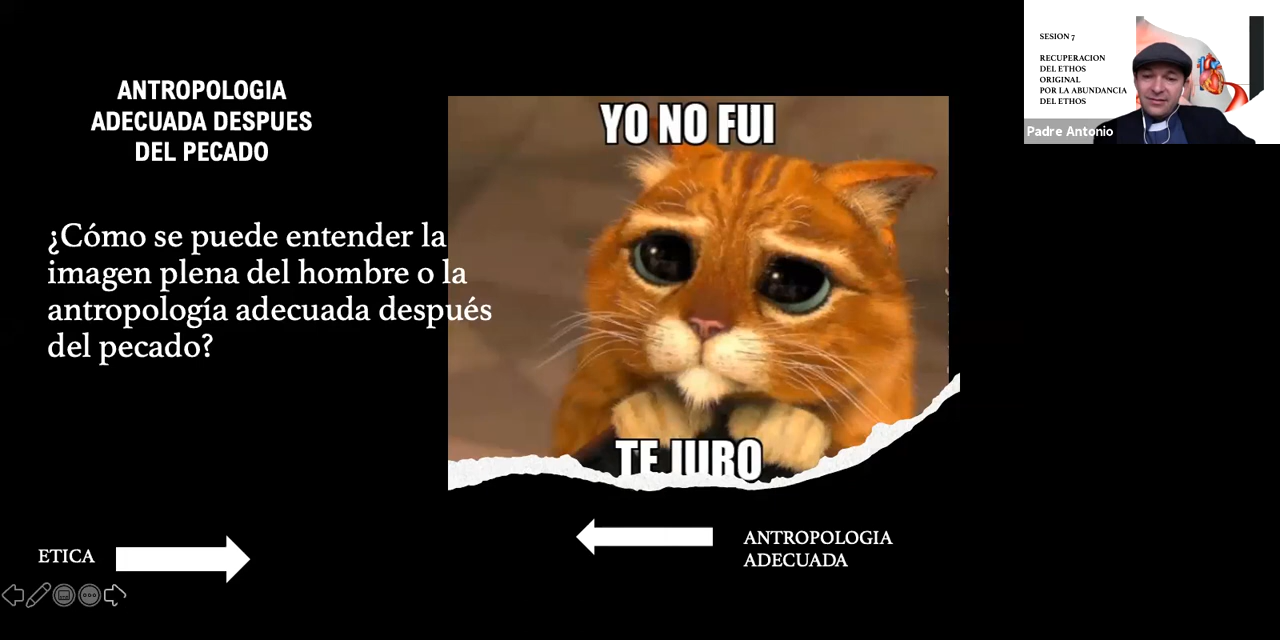 ANTROPOLOGIA
ADECUADA DESPUES
DEL PECADO
¿Cómo se puede entender la
imagen plena del hombre o la
antropología adecuada después
del pecado?
YO NO FUI
TE JURO
ETICA
ANTROPOLOGIA
ADECUADA
SESION 7
RECUPERACION
DEL ETHOS
ORIGINAL
POR LA ABUNDANCIA
DEL ETHOS
Padre Antonio